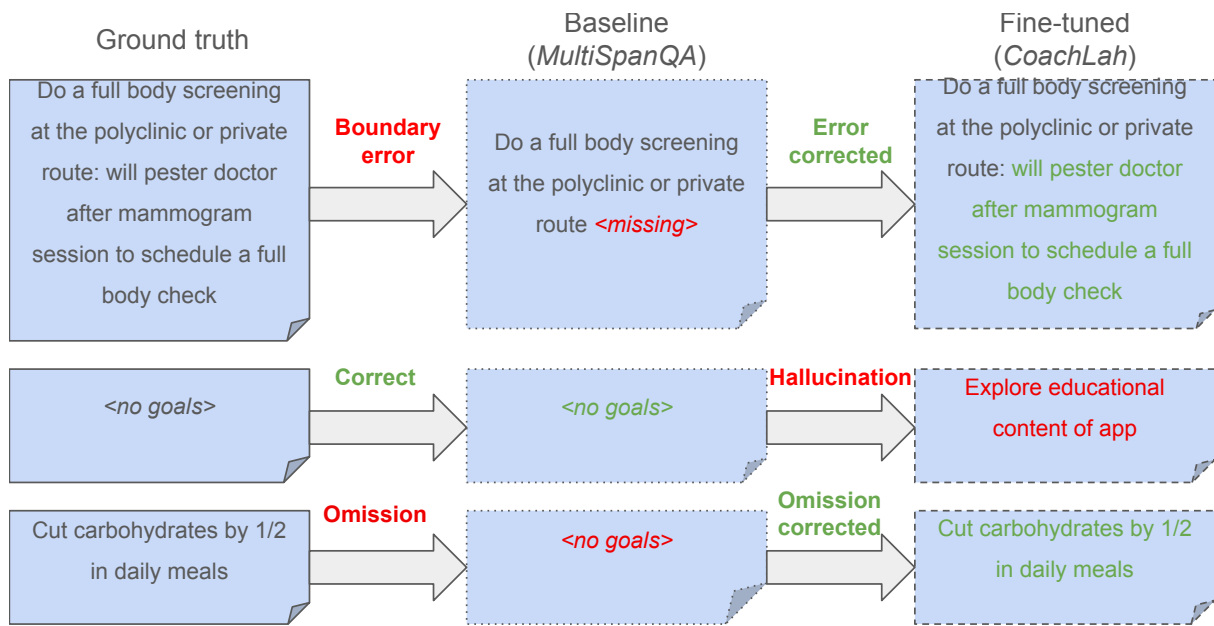 Ground truth
Baseline
(MultiSpanQA)
Fine-tuned
(CoachLah)
Do a full body screening
at the polyclinic or private
route: will pester doctor
after mammogram
session to schedule a full
body check
Boundary
error
Do a full body screening
at the polyclinic or private
route <missing>
Error
corrected
Do a full body screening
at the polyclinic or private
route: will pester doctor
after mammogram
session to schedule a full
body check
<no goals>
Correct
<no goals>
Hallucination
Explore educational
content of app
Cut carbohydrates by 1/2
in daily meals
Omission
<no goals>
Omission
corrected
Cut carbohydrates by 1/2
in daily meals